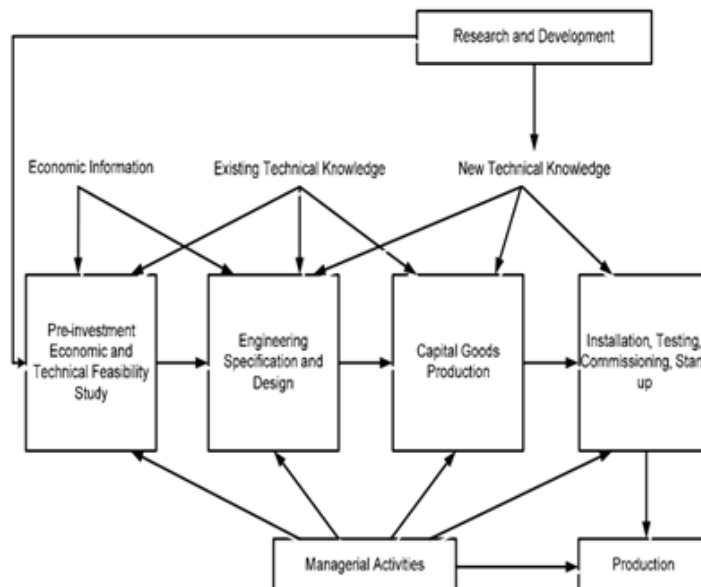 Research and Development
Economic Information
Existing Technical Knowledge
New Technical Knowledge
Pre-investment
Economic and
Technical Feasibility
Study
Engineering
Specification and
Design
Capital Goods
Production
Installation, Testing,
Commissioning, Start
up
Managerial Activities
Production